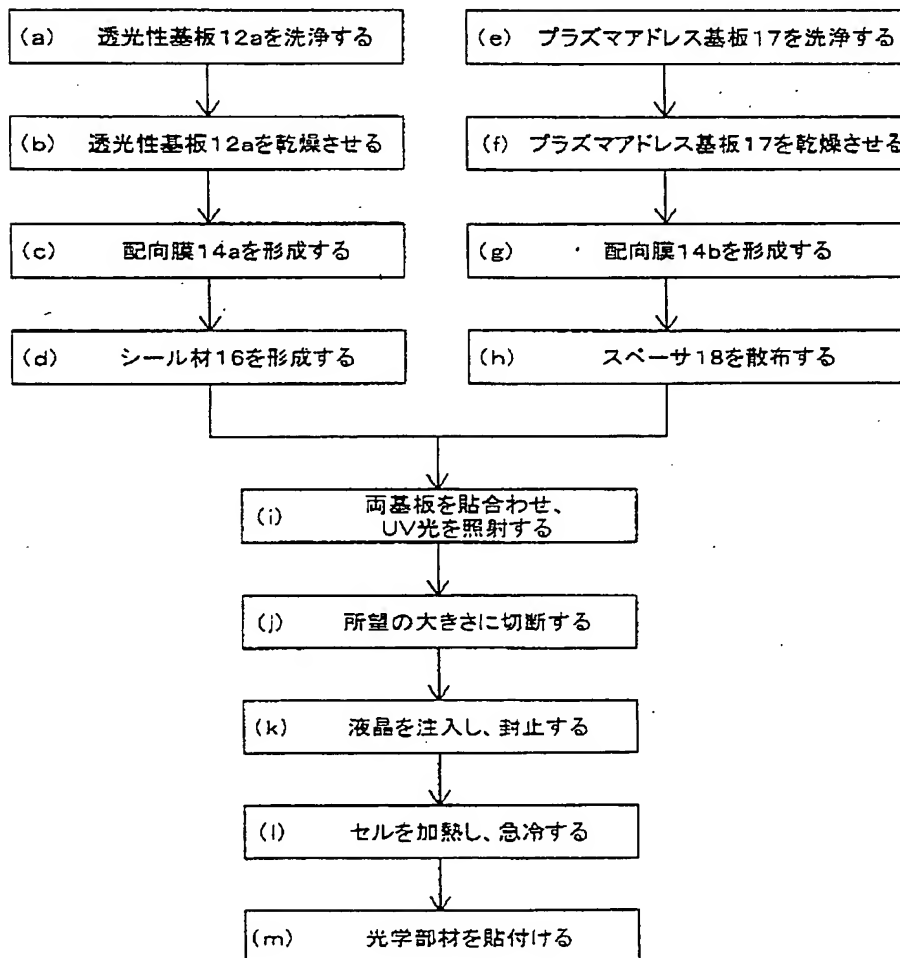 (a) 透光性基板12aを洗浄する
(b) 透光性基板12aを乾燥させる
(c) 配向膜14aを形成する
(d) シール材16を形成する
(e) プラズマアドレス基板17を洗浄する
(f) プラズマアドレス基板17を乾燥させる
(g) 配向膜14bを形成する
(h) スペーサ18を散布する
(i) 両基板を貼合わせ、
UV光を照射する
(j) 所望の大きさに切断する
(k) 液晶を注入し、封止する
(l) セルを加熱し、急冷する
(m) 光学部材を貼付ける